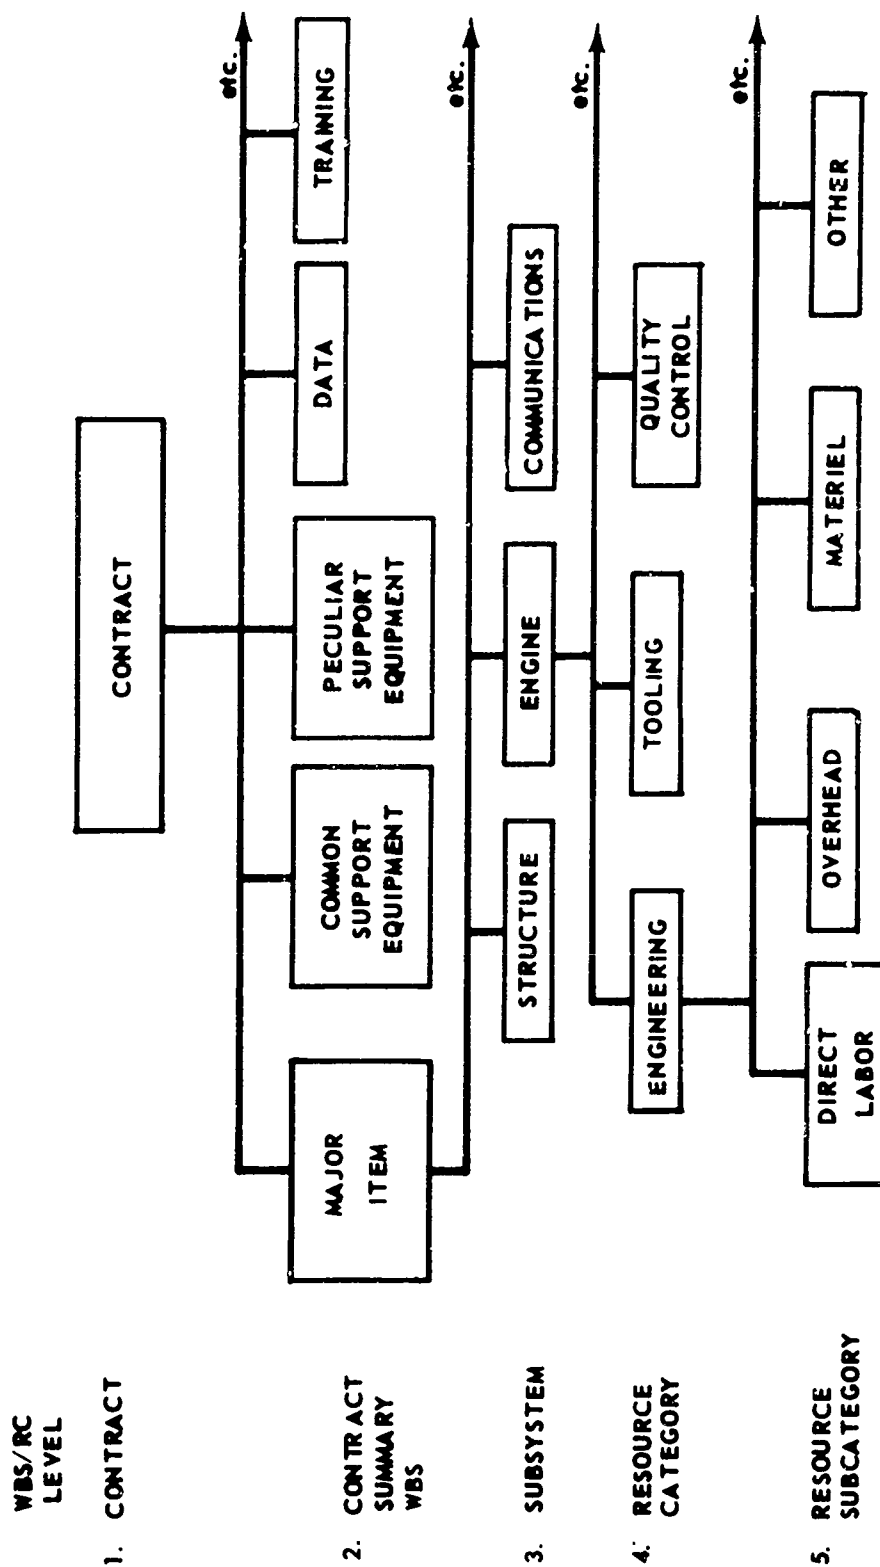 WBS/RC
LEVEL
1. CONTRACT
CONTRACT
2. CONTRACT
SUMMARY
WBS
MAJOR
ITEM
COMMON
SUPPORT
EQUIPMENT
PECULIAR
SUPPORT
EQUIPMENT
DATA
TRAINING
etc.
3. SUBSYSTEM
STRUCTURE
ENGINE
COMMUNICATIONS
etc.
4. RESOURCE
CATEGORY
ENGINEERING
TOOLING
QUALITY
CONTROL
etc.
5. RESOURCE
SUBCATEGORY
DIRECT
LABOR
OVERHEAD
MATERIEL
OTHER
etc.